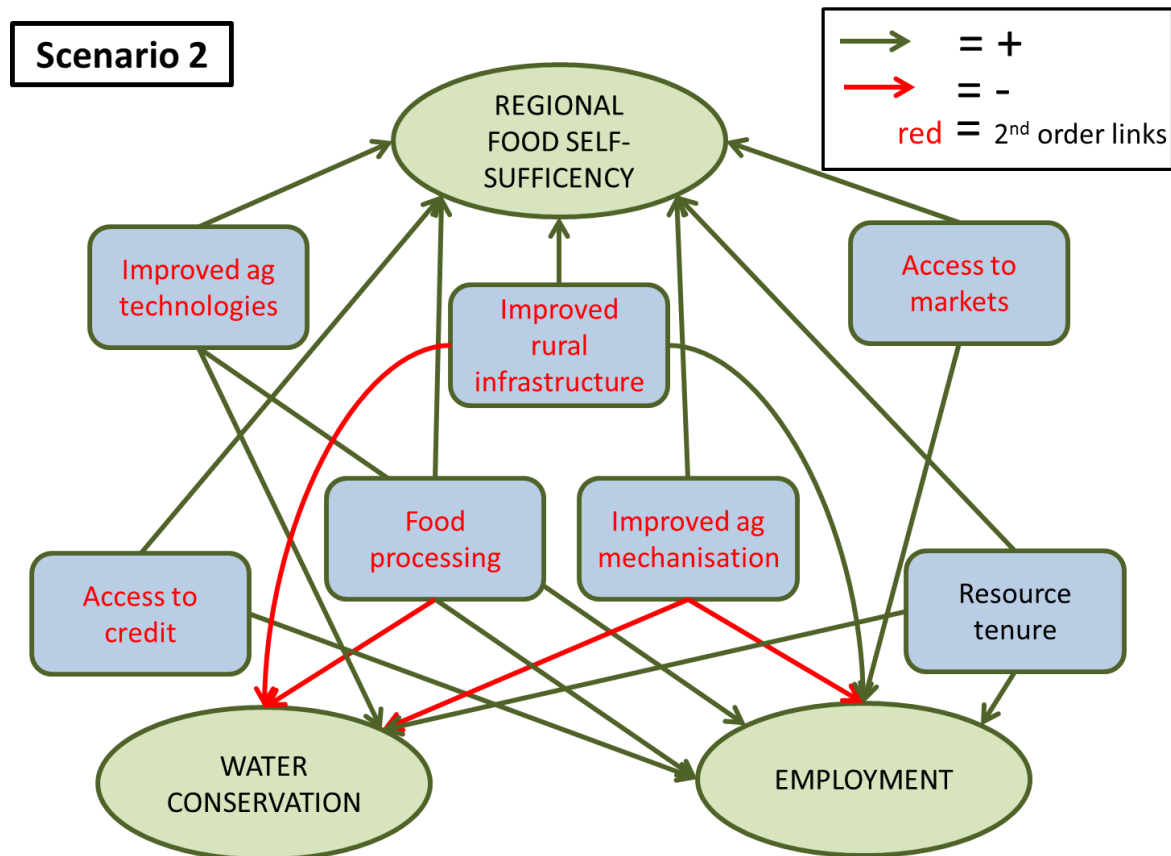 Scenario 2
= +
= -
red = 2nd order links
REGIONAL
FOOD SELF-
SUFFICENCY
Improved ag
technologies
Improved
rural
infrastructure
Access to
markets
Food
processing
Improved ag
mechanisation
Access to
credit
Resource
tenure
WATER
CONSERVATION
EMPLOYMENT